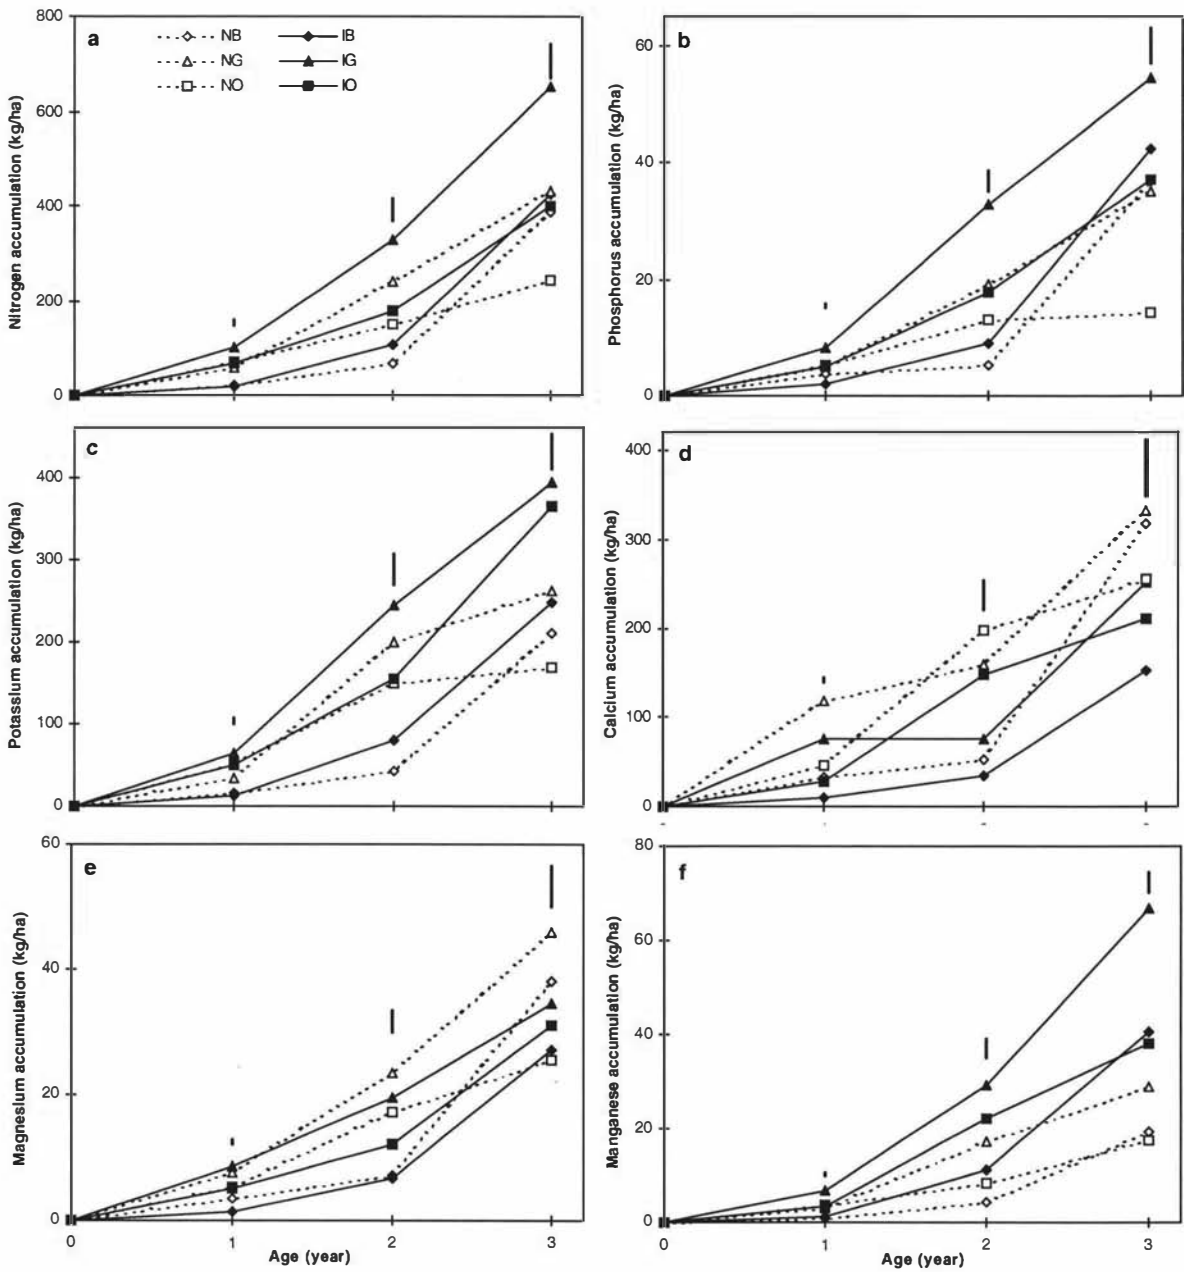 a
NB
IB
NG
IG
NO
IO
800
600
400
200
0
Nitrogen accumulation (kg/ha)
b
60
40
20
0
Phosphorus accumulation (kg/ha)
c
400
300
200
100
0
Potassium accumulation (kg/ha)
d
400
300
200
100
0
Calcium accumulation (kg/ha)
e
60
40
20
0
Magnesium accumulation (kg/ha)
0
1
2
3
Age (year)
f
80
60
40
20
0
Manganese accumulation (kg/ha)
0
1
2
3
Age (year)